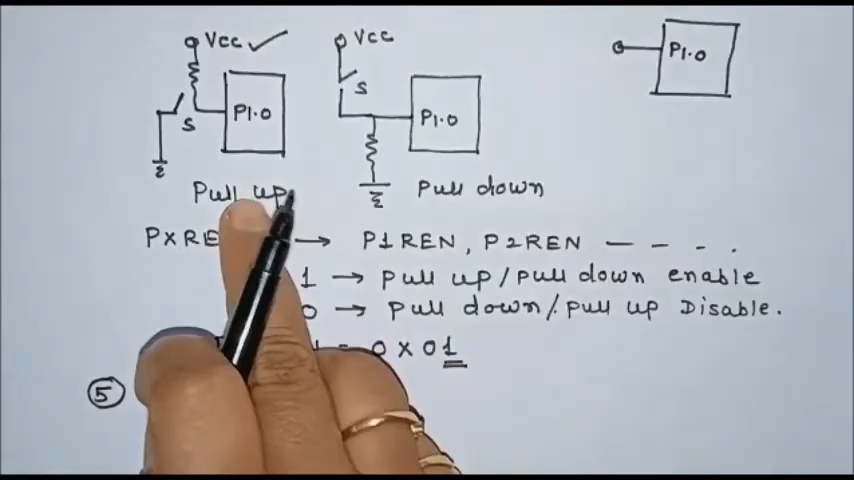 Vcc Vcc
P1.0 S P1.0 S P1.0
Pull up Pull down
PXRE → P1REN, P2REN - - - .
1 → Pull up/pull down enable
0 → Pull down/pull up Disable.
= 0x01
5